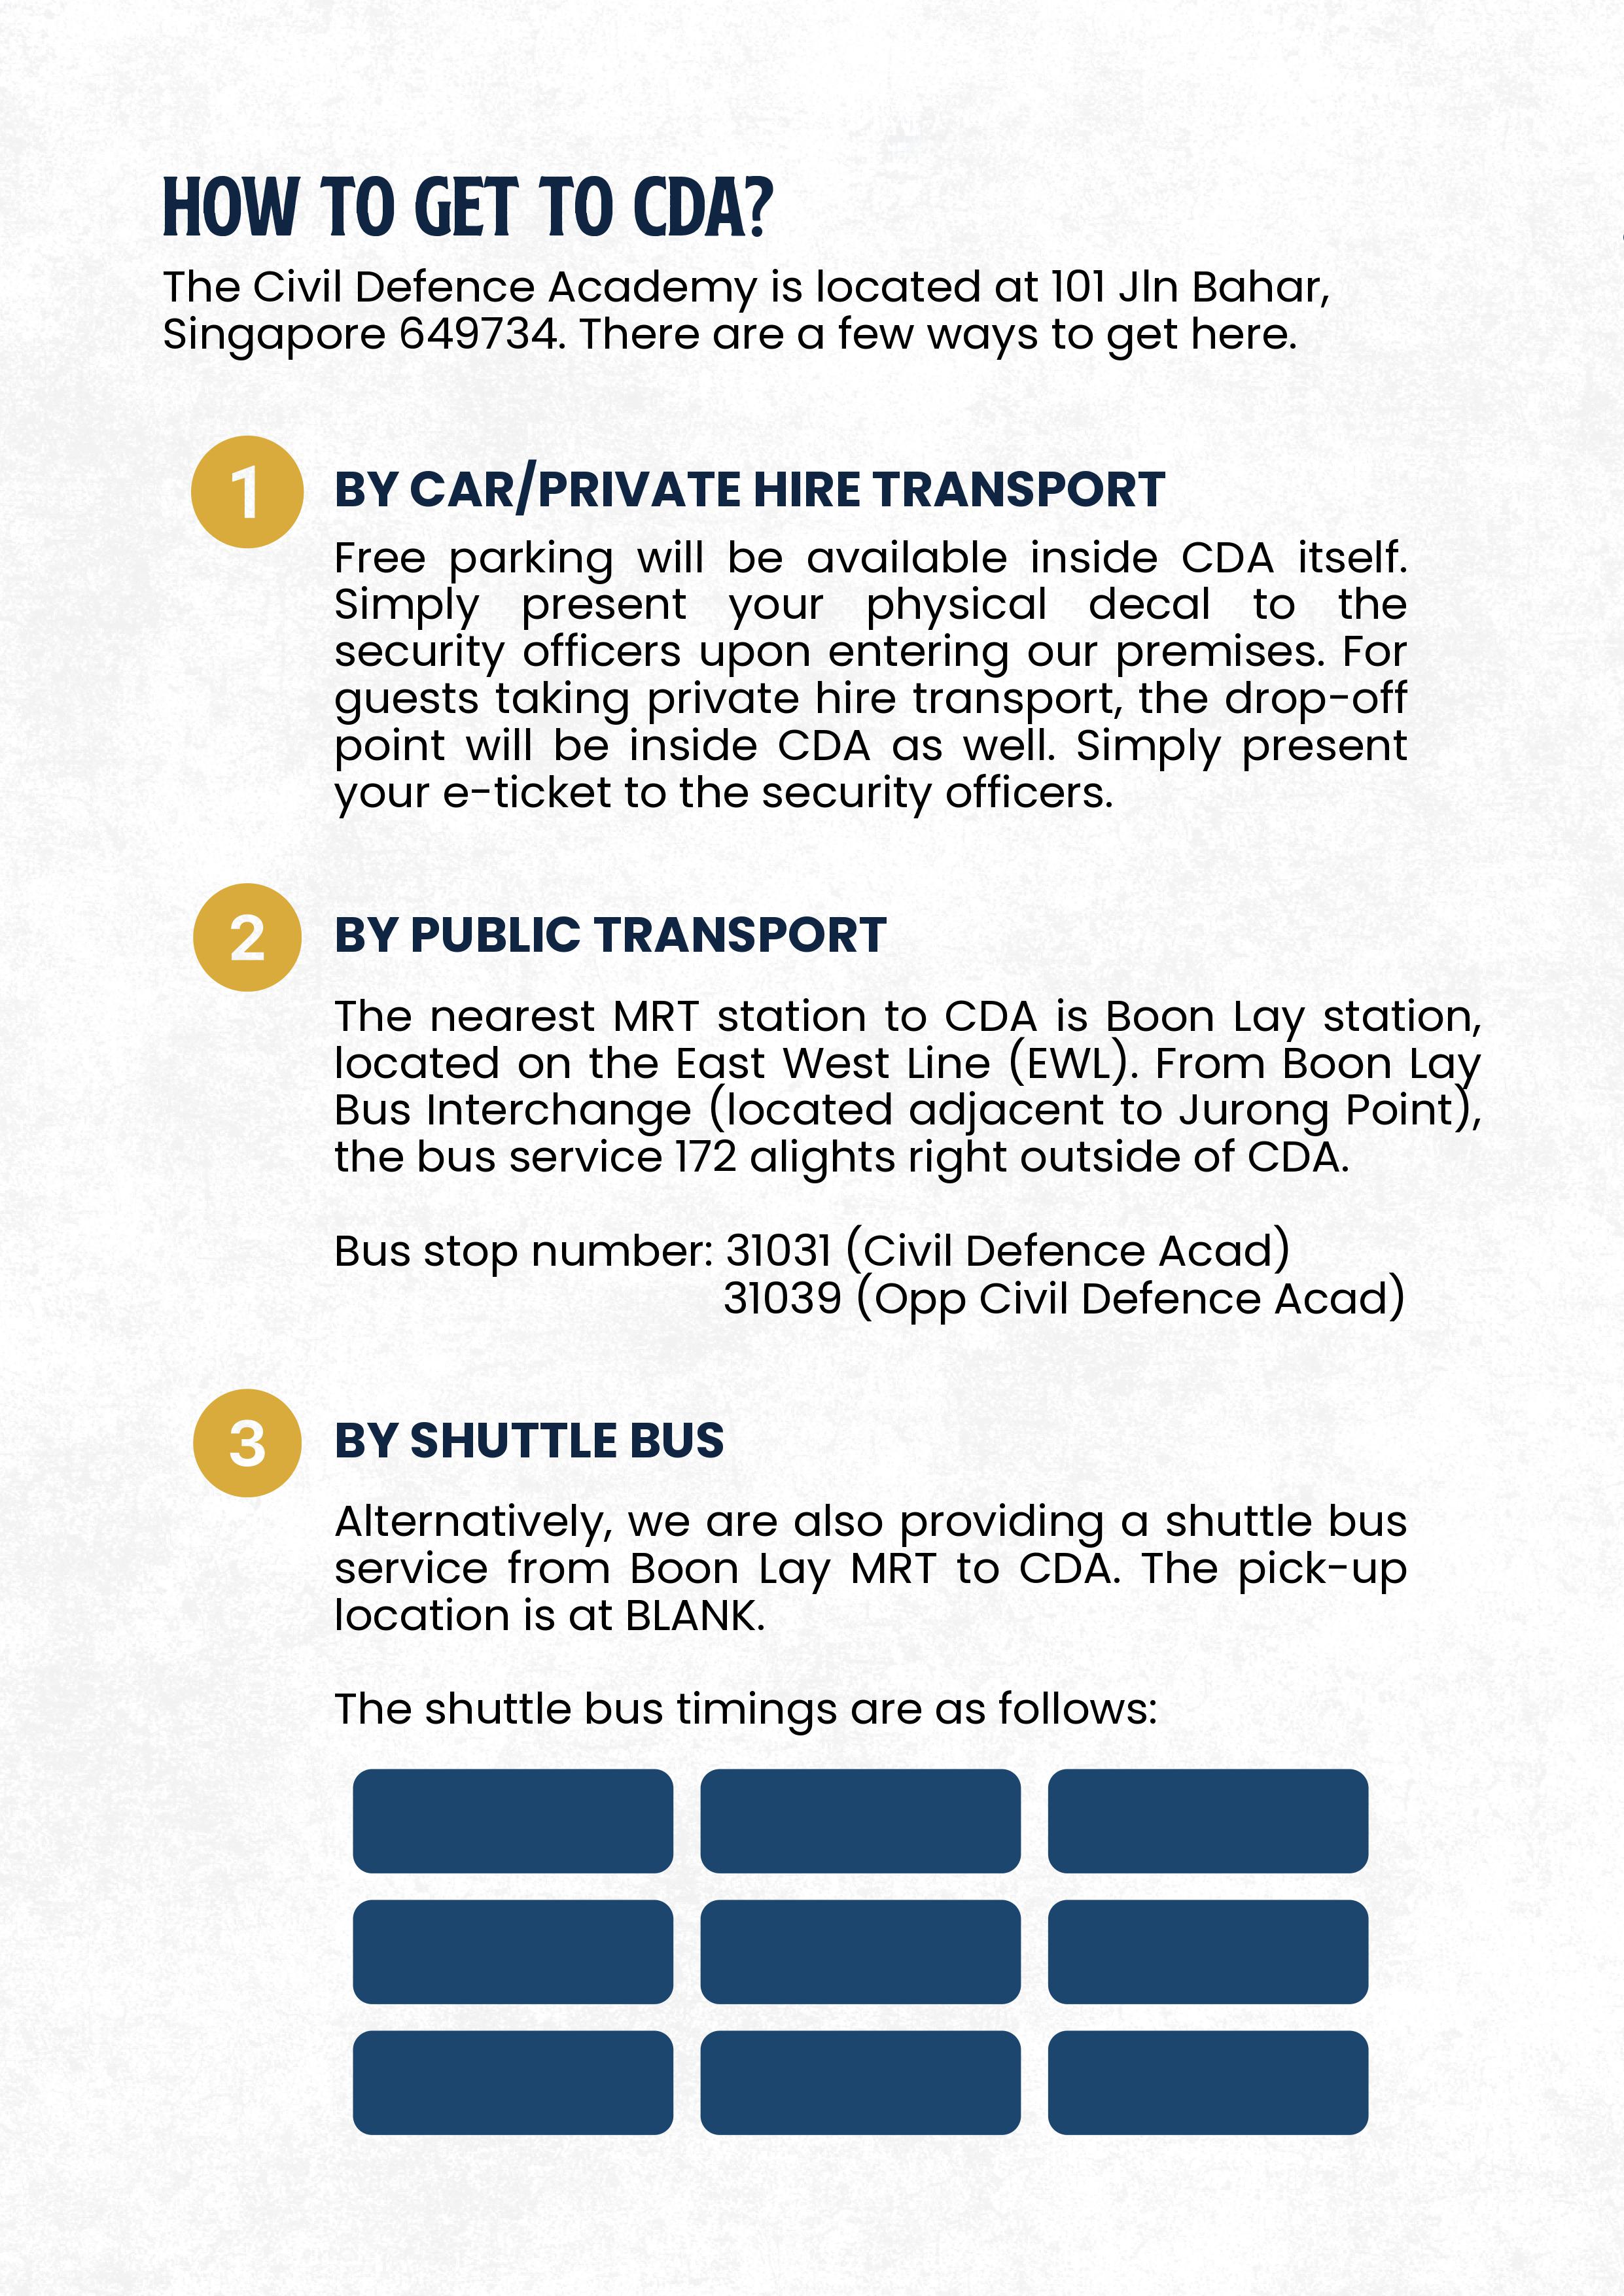 HOW TO GET TO CDA?
The Civil Defence Academy is located at 101 Jln Bahar,
Singapore 649734. There are a few ways to get here.
1
BY CAR/PRIVATE HIRE TRANSPORT
Free parking will be available inside CDA itself.
Simply present your physical decal to the
security officers upon entering our premises. For
guests taking private hire transport, the drop-off
point will be inside CDA as well. Simply present
your e-ticket to the security officers.
2
BY PUBLIC TRANSPORT
The nearest MRT station to CDA is Boon Lay station,
located on the East West Line (EWL). From Boon Lay
Bus Interchange (located adjacent to Jurong Point),
the bus service 172 alights right outside of CDA.
Bus stop number: 31031 (Civil Defence Acad)
31039 (Opp Civil Defence Acad)
3
BY SHUTTLE BUS
Alternatively, we are also providing a shuttle bus
service from Boon Lay MRT to CDA. The pick-up
location is at BLANK.
The shuttle bus timings are as follows: